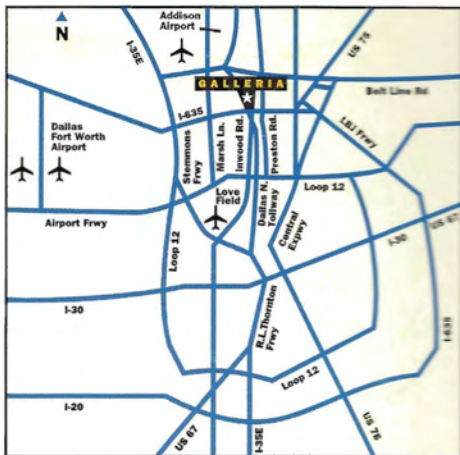 Addison
Airport
N
I-35E
US 75
GALLERIA
Belt Line Rd
I-635
LBJ Frwy
Dallas
Fort Worth
Airport
Stemmons
Frwy
Marsh Ln.
Inwood Rd.
Preston Rd.
Love
Field
Dallas N.
Tollway
Loop 12
Airport Frwy
Central
Expwy
Loop 12
I-30
US 67
I-30
R.L.Thornton
Frwy
I-635
Loop 12
I-20
US 67
I-35E
US 76